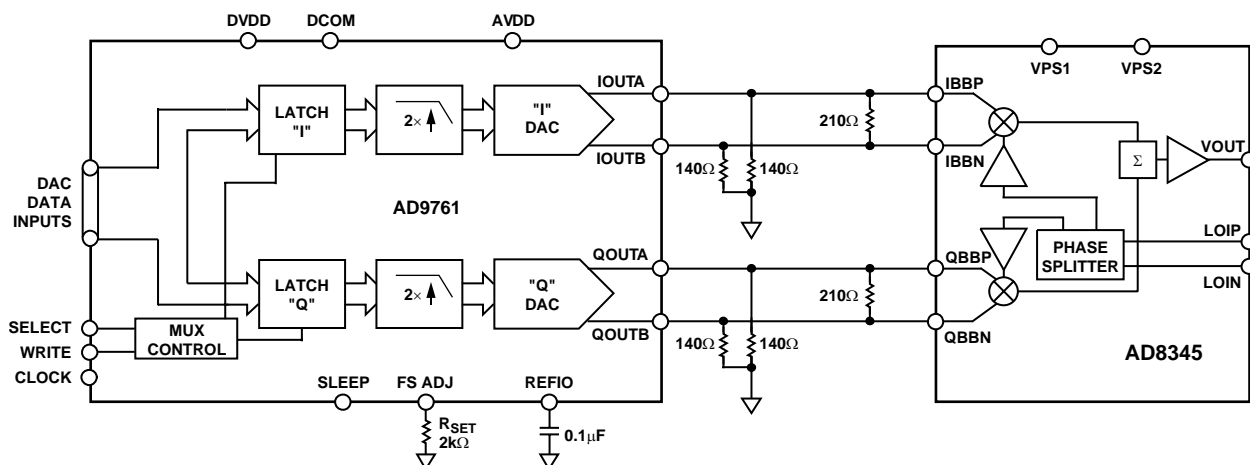 DVDD
DCOM
AVDD
VPS1
VPS2
LATCH
"I"
2×
"I"
DAC
IOUTA
IOUTB
140Ω
140Ω
210Ω
IBBP
IBBN
Σ
VOUT
DAC
DATA
INPUTS
AD9761
PHASE
SPLITTER
LOIP
LOIN
LATCH
"Q"
2×
"Q"
DAC
QOUTA
QOUTB
140Ω
140Ω
210Ω
QBBP
QBBN
AD8345
SELECT
WRITE
CLOCK
MUX
CONTROL
SLEEP
FS ADJ
REFIO
RSET
2kΩ
0.1μF